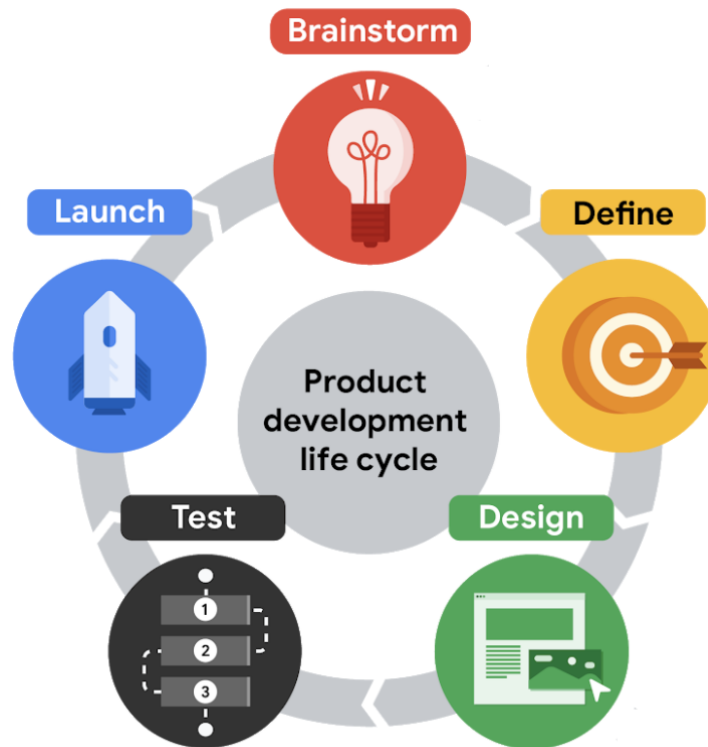 Brainstorm
Launch
Define
Product
development
life cycle
Test
Design
1
2
3